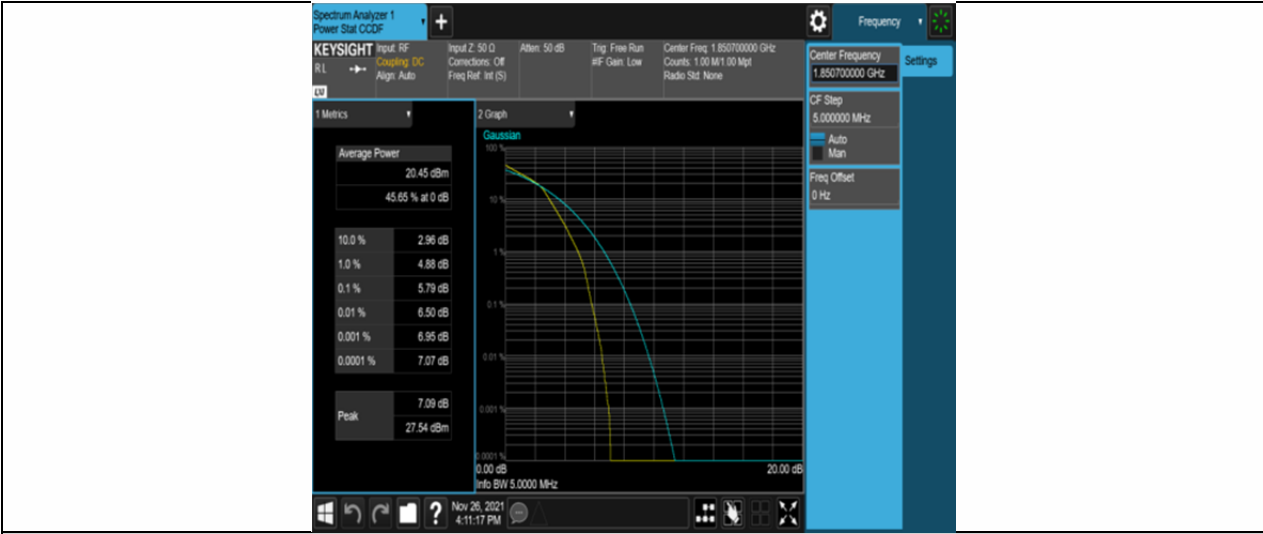 Spectrum Analyzer 1
Power Stat CCDF
Frequency
KEYSIGHT
RL
LV
Input: RF
Coupling: DC
Align: Auto
Input Z: 50 Ω
Corrections: Off
Freq Ref: Int (S)
Atten: 50 dB
Trig: Free Run
#IF Gain: Low
Center Freq: 1.850700000 GHz
Counts: 1.00 M/1.00 Mpt
Radio Std: None
Center Frequency
1.850700000 GHz
Settings
CF Step
5.000000 MHz
Auto
Man
Freq Offset
0 Hz
1 Metrics
Average Power
20.45 dBm
45.65 % at 0 dB
10.0 % 2.96 dB
1.0 % 4.88 dB
0.1 % 5.79 dB
0.01 % 6.50 dB
0.001 % 6.95 dB
0.0001 % 7.07 dB
Peak
7.09 dB
27.54 dBm
2 Graph
Gaussian
100 %
10 %
1 %
0.1 %
0.01 %
0.001 %
0.0001 %
0.00 dB 20.00 dB
Info BW 5.0000 MHz
?
Nov 26, 2021
4:11:17 PM